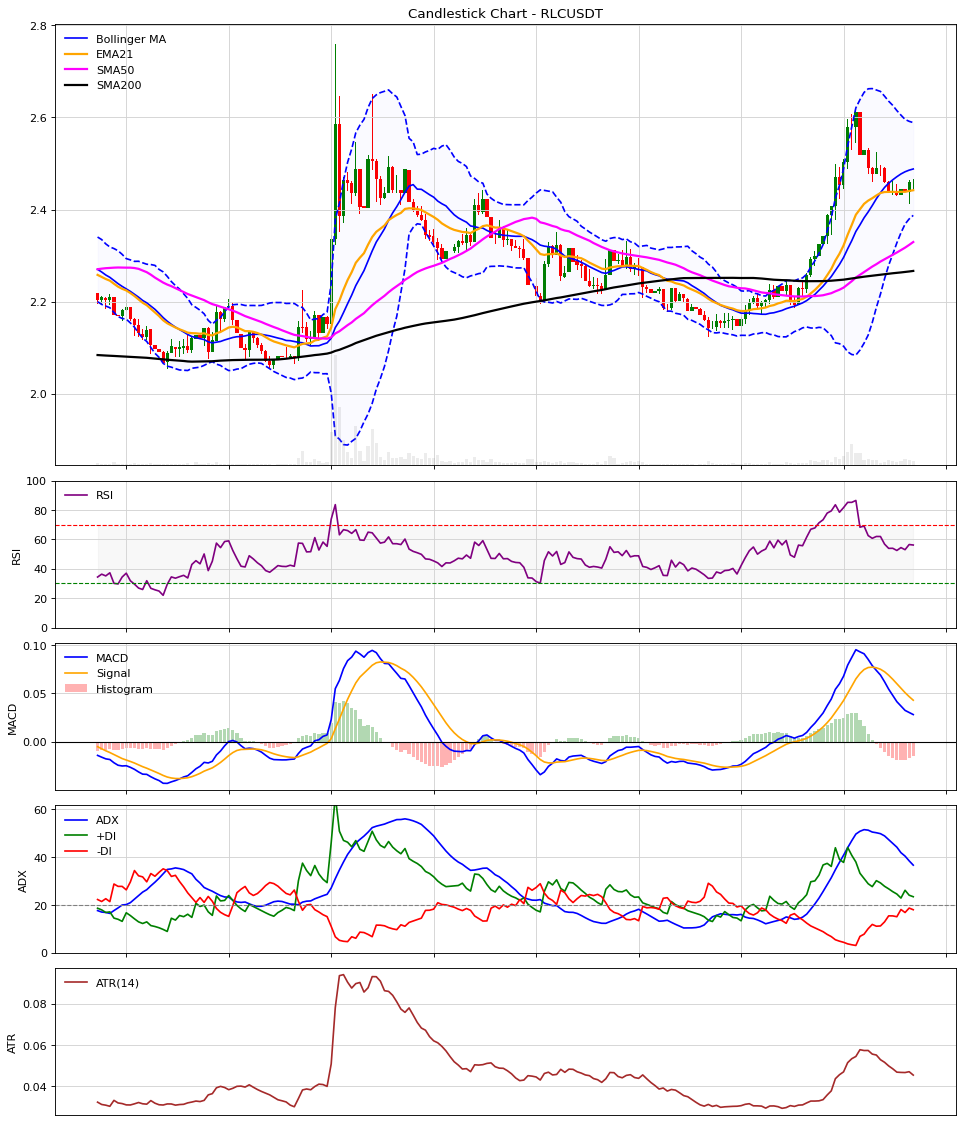 Candlestick Chart - RLCUSDT
2.8
2.6
2.4
2.2
2.0
Bollinger MA
EMA21
SMA50
SMA200
100
80
60
40
20
0
RSI
RSI
0.10
0.05
0.00
MACD
MACD
Signal
Histogram
60
40
20
0
ADX
ADX
+DI
-DI
0.08
0.06
0.04
ATR
ATR(14)